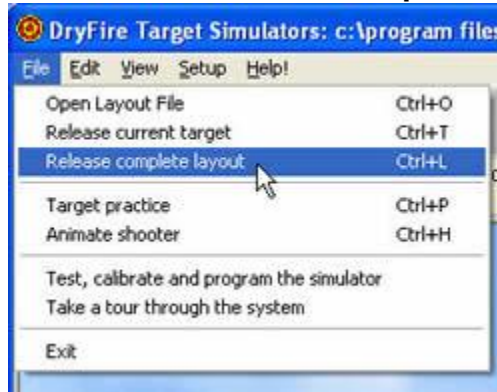 DryFire Target Simulators: c:\program files
File Edit View Setup Help!
Open Layout File Ctrl+O
Release current target Ctrl+T
Release complete layout Ctrl+L
Target practice Ctrl+P
Animate shooter Ctrl+H
Test, calibrate and program the simulator
Take a tour through the system
Exit